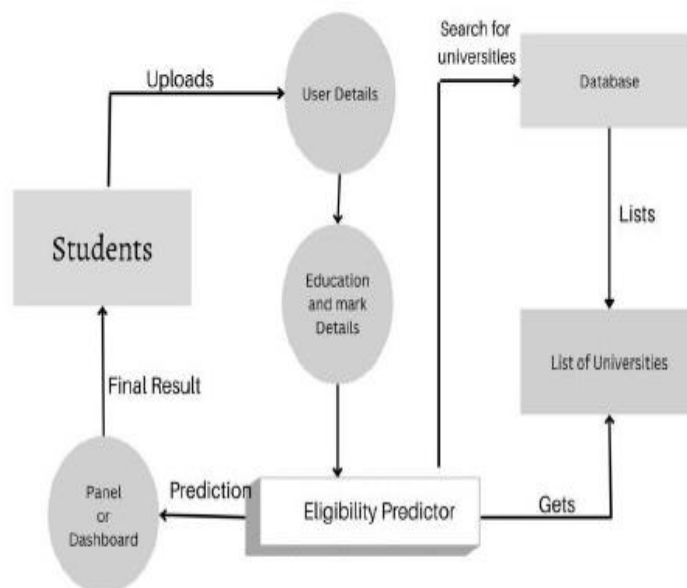 Search for
universities
Uploads
User Details
Database
Students
Lists
Education
and mark
Details
List of Universities
Final Result
Panel
or
Dashboard
Prediction
Eligibility Predictor
Gets